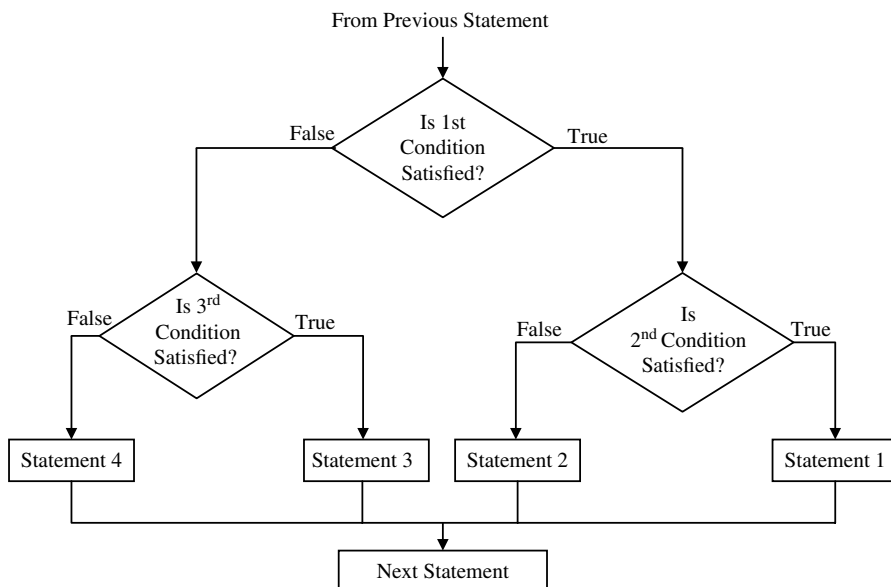 From Previous Statement
Is 1st
Condition
Satisfied?
False
True
Is 3rd
Condition
Satisfied?
False
True
Is
2nd Condition
Satisfied?
False
True
Statement 4
Statement 3
Statement 2
Statement 1
Next Statement